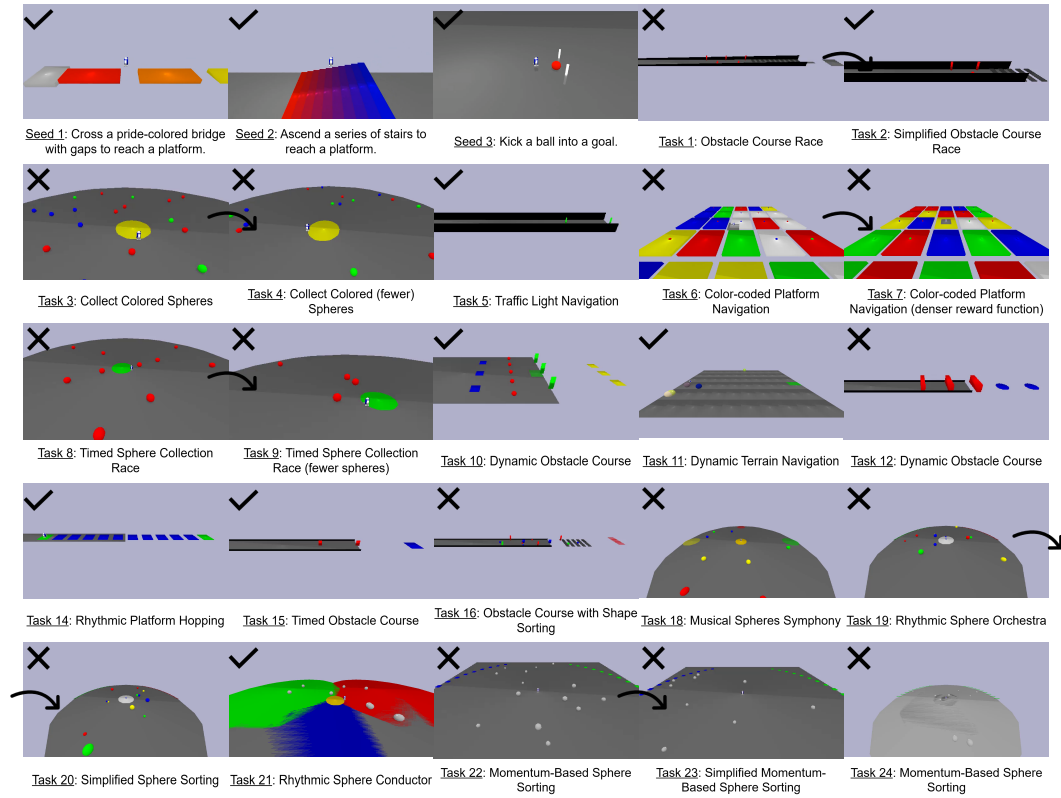 Seed 1: Cross a pride-colored bridge
with gaps to reach a platform.
Seed 2: Ascend a series of stairs to
reach a platform.
Seed 3: Kick a ball into a goal.
Task 1: Obstacle Course Race
Task 2: Simplified Obstacle Course
Race
Task 3: Collect Colored Spheres
Task 4: Collect Colored (fewer)
Spheres
Task 5: Traffic Light Navigation
Task 6: Color-coded Platform
Navigation
Task 7: Color-coded Platform
Navigation (denser reward function)
Task 8: Timed Sphere Collection
Race
Task 9: Timed Sphere Collection
Race (fewer spheres)
Task 10: Dynamic Obstacle Course
Task 11: Dynamic Terrain Navigation
Task 12: Dynamic Obstacle Course
Task 14: Rhythmic Platform Hopping
Task 15: Timed Obstacle Course
Task 16: Obstacle Course with Shape
Sorting
Task 18: Musical Spheres Symphony
Task 19: Rhythmic Sphere Orchestra
Task 20: Simplified Sphere Sorting
Task 21: Rhythmic Sphere Conductor
Task 22: Momentum-Based Sphere
Sorting
Task 23: Simplified Momentum-
Based Sphere Sorting
Task 24: Momentum-Based Sphere
Sorting